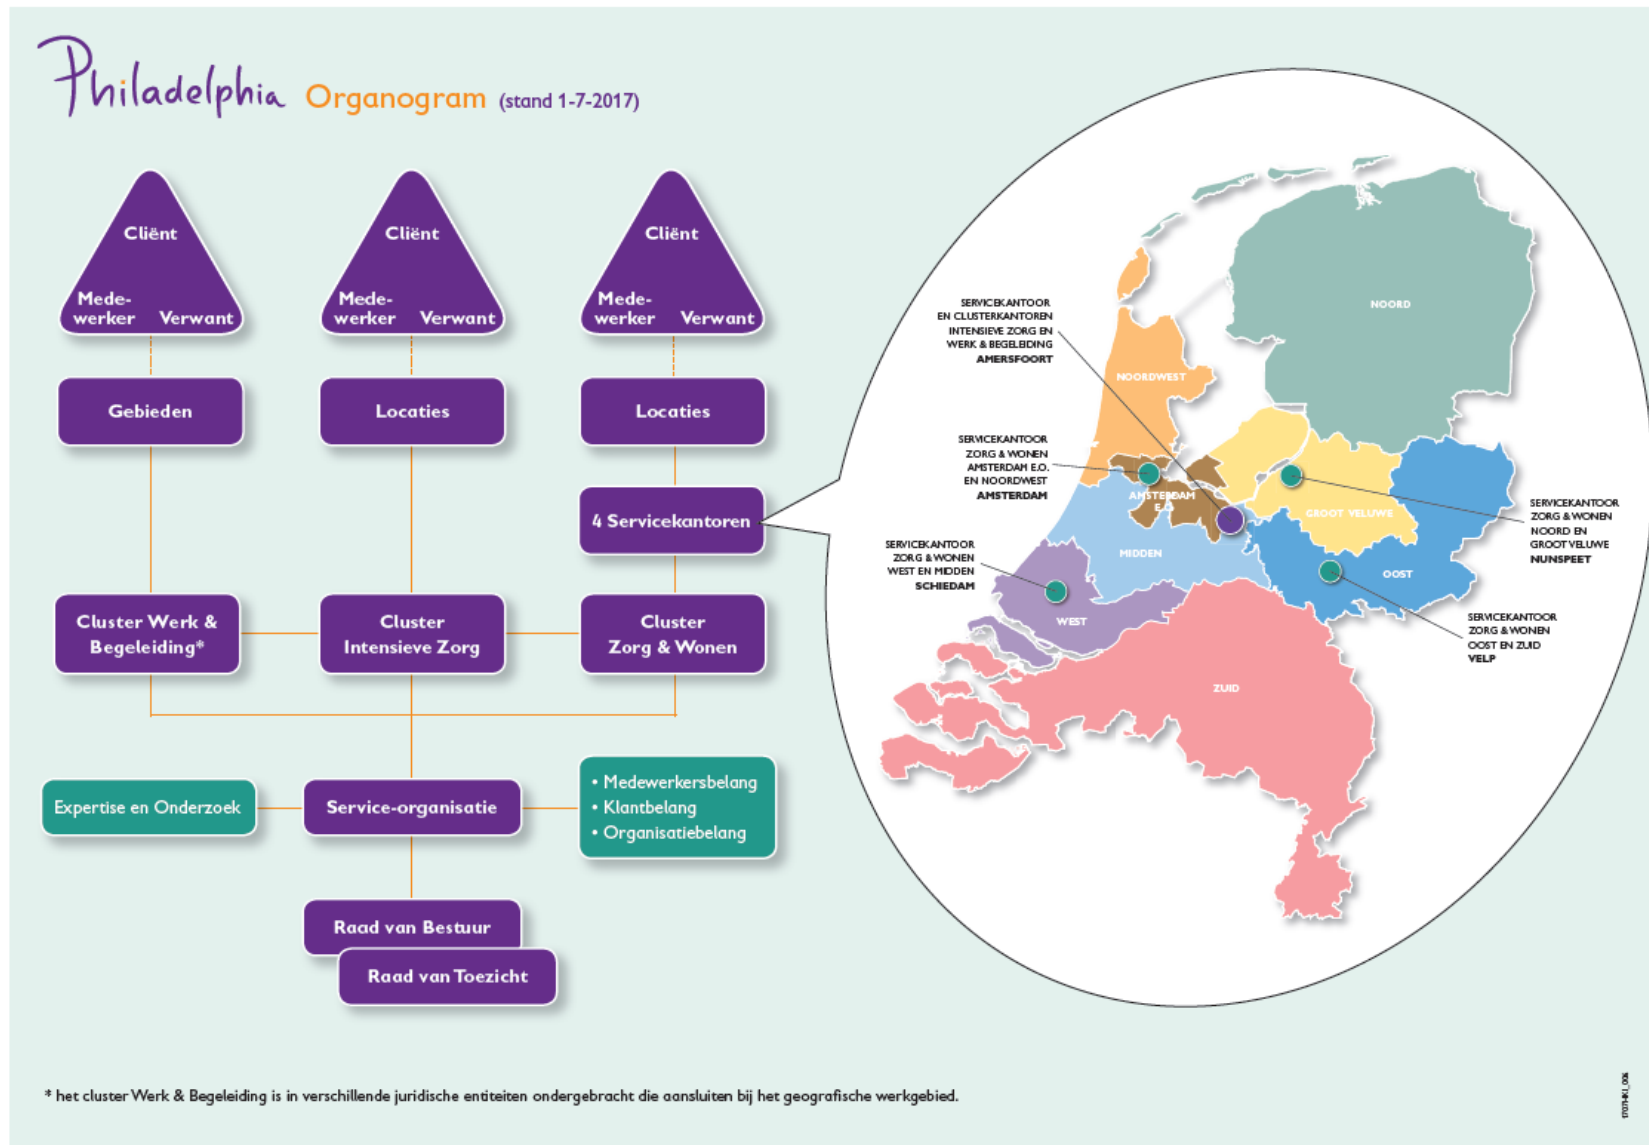 Philadelphia Organogram (stand 1-7-2017)
Cliënt
Mede-
werker Verwant
Cliënt
Mede-
werker Verwant
Cliënt
Mede-
werker Verwant
Gebieden
Locaties
Locaties
4 Servicekantoren
Cluster Werk &
Begeleiding*
Cluster
Intensieve Zorg
Cluster
Zorg & Wonen
Expertise en Onderzoek
Service-organisatie
• Medewerkersbelang
• Klantbelang
• Organisatiebelang
Raad van Bestuur
Raad van Toezicht
SERVICEKANTOOR
EN CLUSTERKANTOREN
INTENSIEVE ZORG EN
WERK & BEGELEIDING
AMERSFOORT
SERVICEKANTOOR
ZORG & WONEN
AMSTERDAM E.O.
EN NOORDWEST
AMSTERDAM
SERVICEKANTOOR
ZORG & WONEN
WEST EN MIDDEN
SCHIEDAM
SERVICEKANTOOR
ZORG & WONEN
NOORD EN
GROOT VELUWE
NUNSPEET
SERVICEKANTOOR
ZORG & WONEN
OOST EN ZUID
VELP
NOORD
NOORDWEST
AMSTERDAM
E.O.
GROOT VELUWE
MIDDEN
OOST
WEST
ZUID
* het cluster Werk & Begeleiding is in verschillende juridische entiteiten ondergebracht die aansluiten bij het geografische werkgebied.